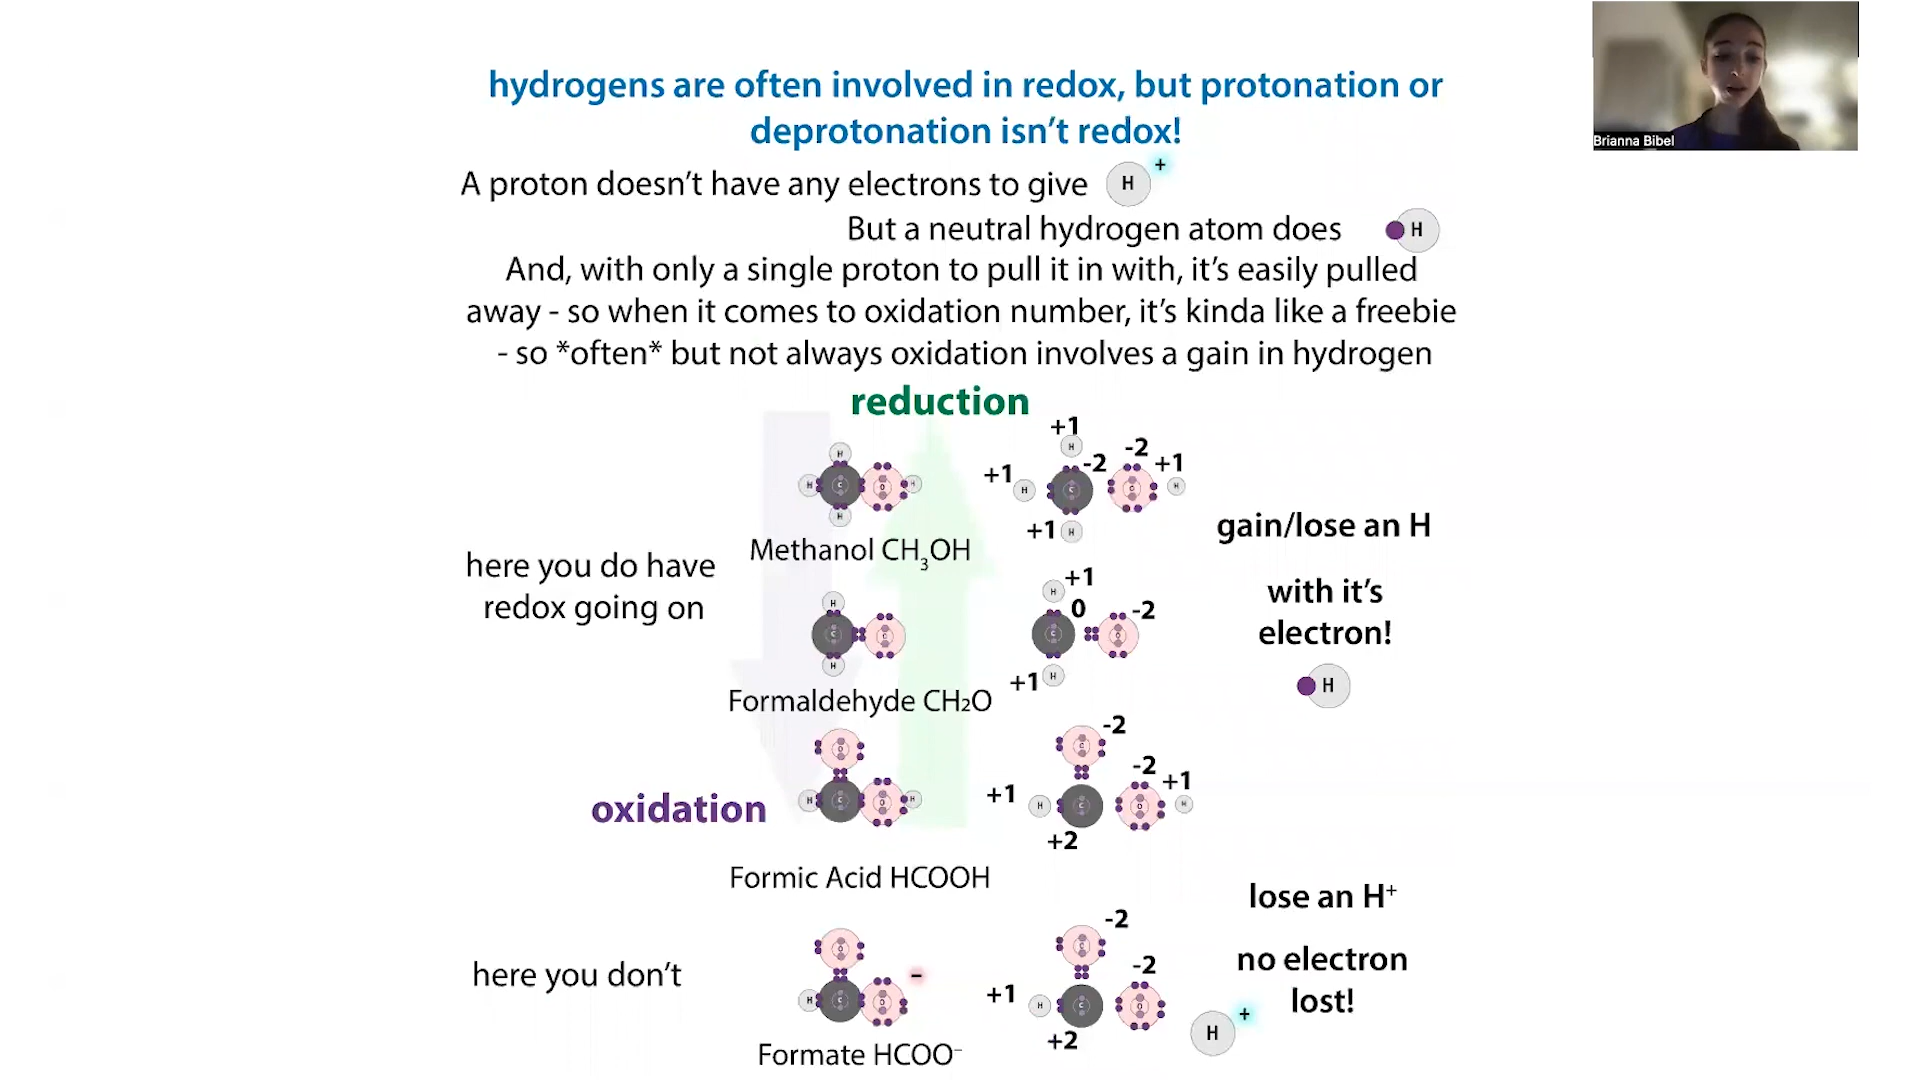 hydrogens are often involved in redox, but protonation or
deprotonation isn't redox!
A proton doesn't have any electrons to give H +
But a neutral hydrogen atom does H
And, with only a single proton to pull it in with, it's easily pulled
away - so when it comes to oxidation number, it's kinda like a freebie
- so *often* but not always oxidation involves a gain in hydrogen
reduction
H
H C O H
H
Methanol CH₃OH
+1
H
+1 H C -2 O -2 H +1
+1 H
gain/lose an H
with it's
electron!
H
here you do have
redox going on
H
C O
H
Formaldehyde CH₂O
H +1
C 0 O -2
+1 H
oxidation
O
H C O H
Formic Acid HCOOH
-2
-2
+1 H C O H +1
+2
here you don't
O
H C O -
Formate HCOO⁻
-2
-2
+1 H C O
+2
lose an H⁺
no electron
lost!
H +
Brianna Bibel